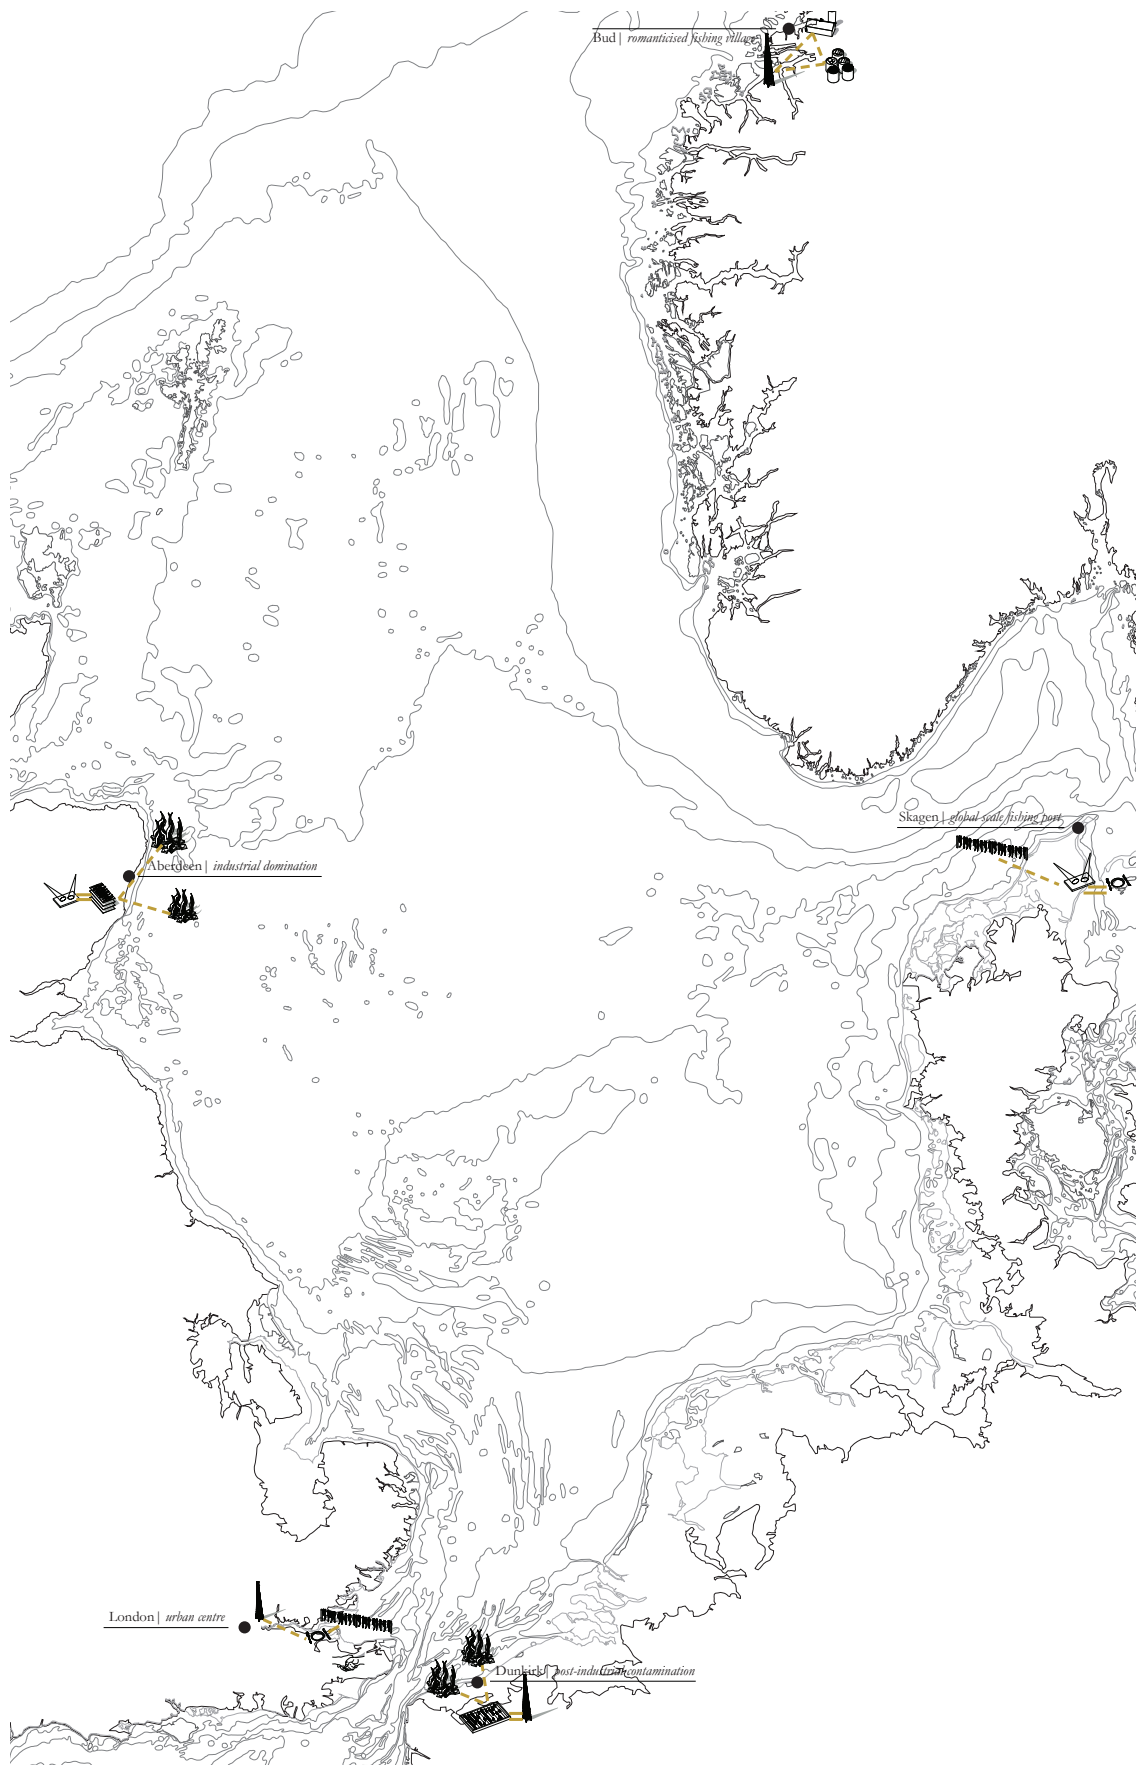 Bud | romanticised fishing village
Skagen | global scale fishing port
Aberdeen | industrial domination
London | urban centre
Dunkirk | post-industrial contamination